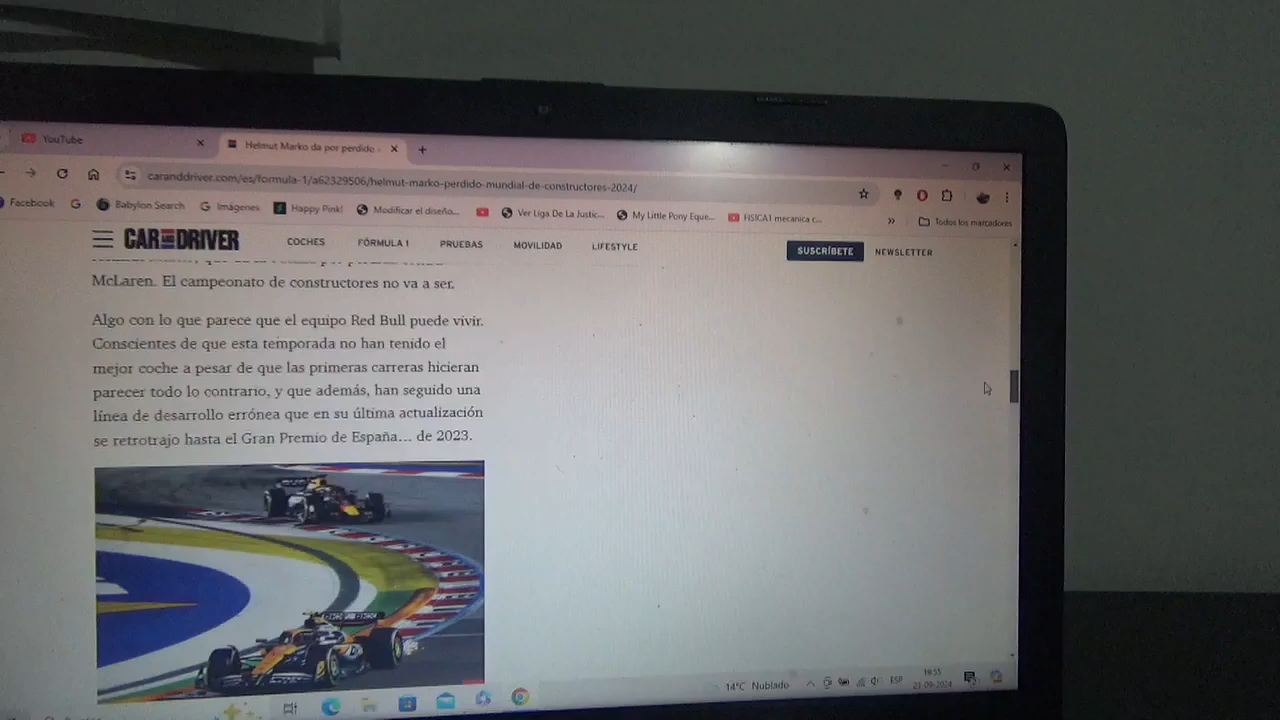 YouTube
Helmut Marko da por perdido
caranddriver.com/es/formula-1/a62329506/helmut-marko-perdido-mundial-de-constructores-2024/
Facebook
Babylon Search
Imágenes
Happy Pink!
Modificar el diseño...
Ver Liga De La Justic...
My Little Pony Eque...
FISICA1 mecanica c...
Todos los marcadores
CAR AND DRIVER
COCHES
FÓRMULA 1
PRUEBAS
MOVILIDAD
LIFESTYLE
SUSCRÍBETE
NEWSLETTER
McLaren. El campeonato de constructores no va a ser.
Algo con lo que parece que el equipo Red Bull puede vivir.
Conscientes de que esta temporada no han tenido el
mejor coche a pesar de que las primeras carreras hicieran
parecer todo lo contrario, y que además, han seguido una
línea de desarrollo errónea que en su última actualización
se retrotrajo hasta el Gran Premio de España... de 2023.
14°C Nublado
ESP
19:55
23-09-2024